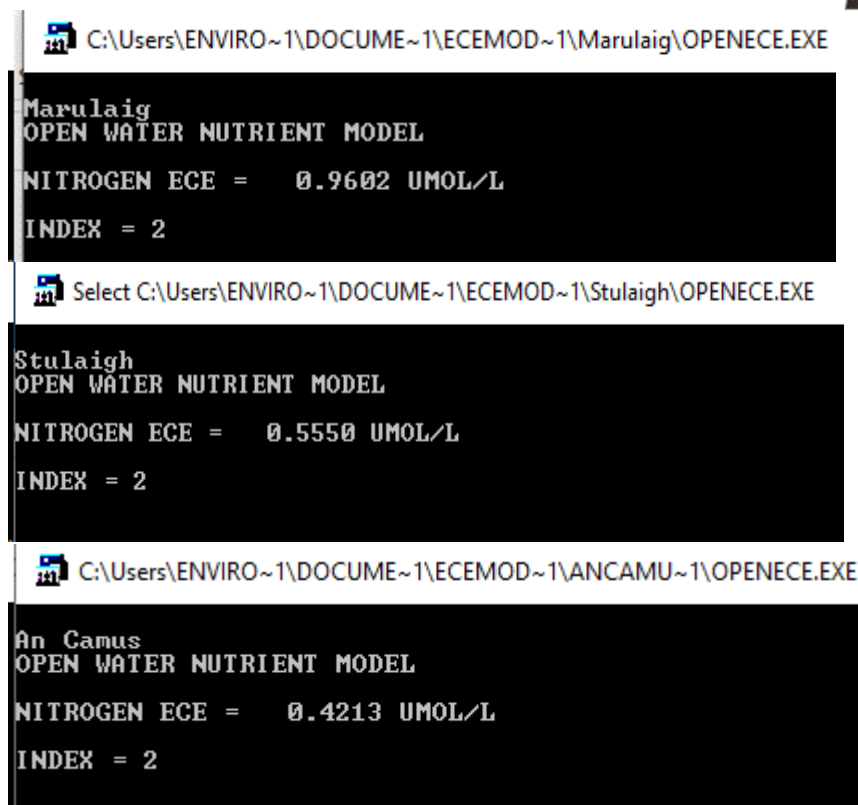 C:\Users\ENVIRO~1\DOCUME~1\ECEMOD~1\Marulaig\OPENECE.EXE
Marulaig
OPEN WATER NUTRIENT MODEL
NITROGEN ECE = 0.9602 UMOL/L
INDEX = 2
Select C:\Users\ENVIRO~1\DOCUME~1\ECEMOD~1\Stulaigh\OPENECE.EXE
Stulaigh
OPEN WATER NUTRIENT MODEL
NITROGEN ECE = 0.5550 UMOL/L
INDEX = 2
C:\Users\ENVIRO~1\DOCUME~1\ECEMOD~1\ANCAMU~1\OPENECE.EXE
An Camus
OPEN WATER NUTRIENT MODEL
NITROGEN ECE = 0.4213 UMOL/L
INDEX = 2